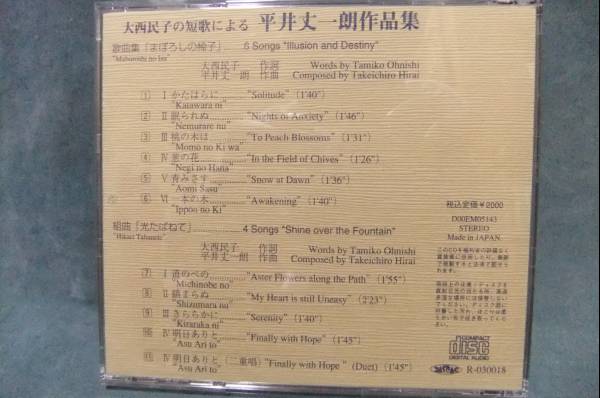 大西民子の短歌による 平井丈一朗作品集
歌曲集「まぼろしの椅子」 6 Songs "Illusion and Destiny"
"Maboroshi no Isu"
大西民子 作詞 Words by Tamiko Ohnishi
平井丈一朗 作曲 Composed by Takeichiro Hirai
1 I かたはらに............"Solitude" (1'40")
"Katawara ni"
2 II 眠られぬ............"Nights of Anxiety" (1'46")
"Nemurare nu"
3 III 桃の木は............"To Peach Blossoms" (1'31")
"Momo no Ki wa"
4 IV 葱の花............"In the Field of Chives" (1'26")
"Negi no Hana"
5 V 青みさす............"Snow at Dawn" (1'36")
"Aomi Sasu"
6 VI 一本の木............"Awakening" (1'40")
"Ippon no Ki"
組曲「光たばねて」............4 Songs "Shine over the Fountain"
"Hikari Tabanete"
大西民子 作詞 Words by Tamiko Ohnishi
平井丈一朗 作曲 Composed by Takeichiro Hirai
7 I 道のべの............"Aster Flowers along the Path" (1'55")
"Michinobe no"
8 II 鎮まらぬ............"My Heart is still Uneasy" (2'23")
"Shizumara nu"
9 III きららかに............"Serenity" (1'40")
"Kiraraka ni"
10 IV 明日ありと............"Finally with Hope" (1'45")
"Asu Ari to"
11 IV 明日ありと (二重唱) "Finally with Hope" (Duet) (1'45")
"Asu Ari to"
税込定価¥2000
D00EM05143
STEREO
Made in JAPAN.
COMPACT
disc
DIGITAL AUDIO
R-030018